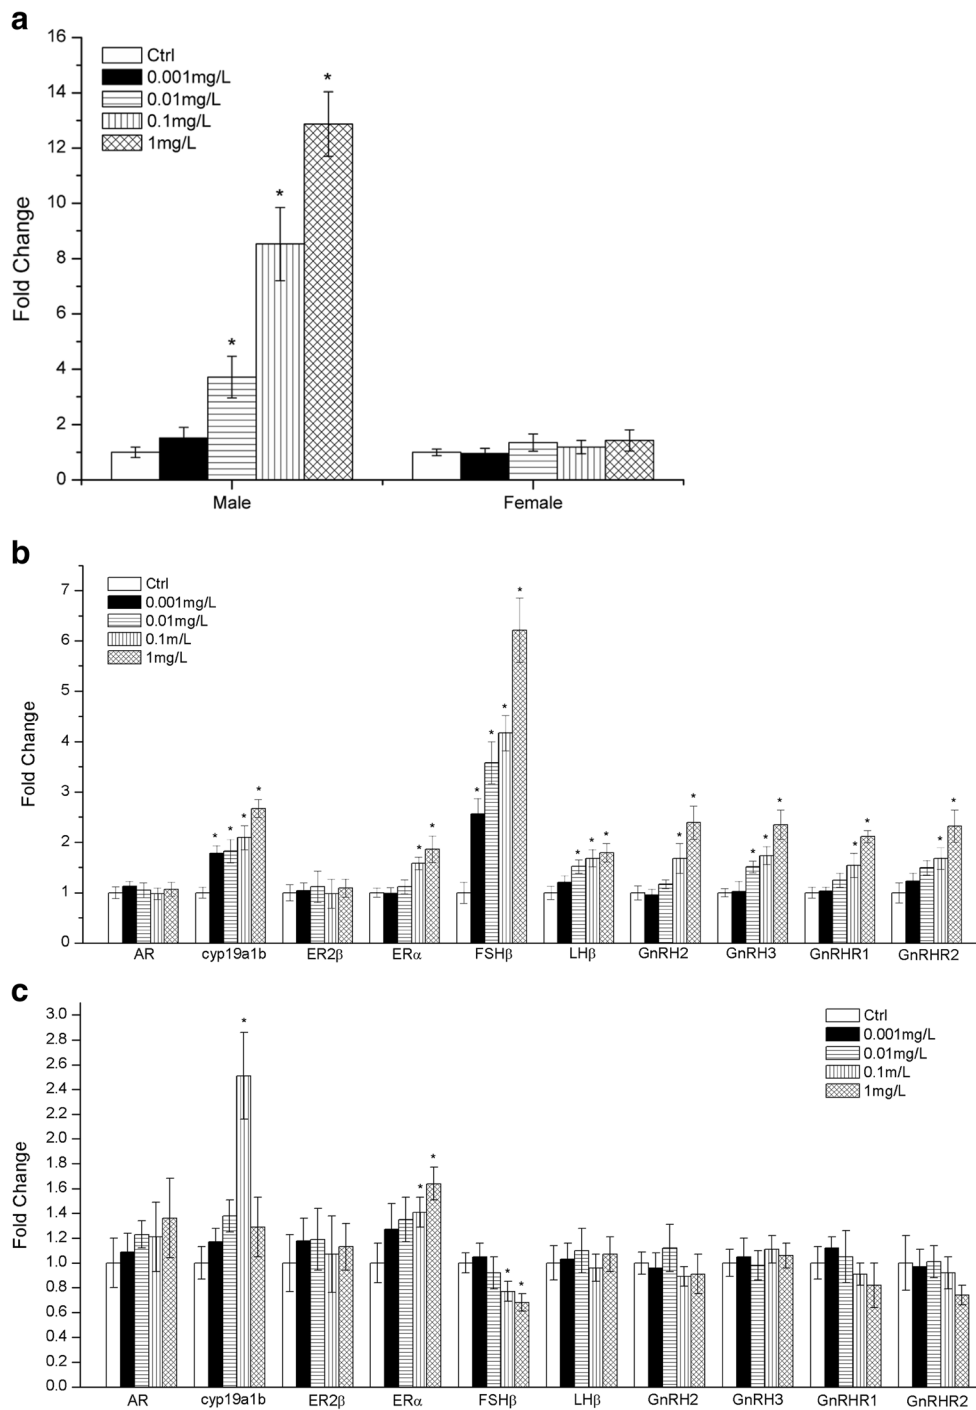 a
16
14
12
10
8
6
4
2
0
Fold Change
Ctrl
0.001mg/L
0.01mg/L
0.1mg/L
1mg/L
*
*
*
Male Female
b
7
6
5
4
3
2
1
0
Fold Change
Ctrl
0.001mg/L
0.01mg/L
0.1m/L
1mg/L
* * * * * * * * * * * * * * * * * * * * *
AR cyp19a1b ER2β ERα FSHβ LHβ GnRH2 GnRH3 GnRHR1 GnRHR2
c
3.0
2.8
2.6
2.4
2.2
2.0
1.8
1.6
1.4
1.2
1.0
0.8
0.6
0.4
0.2
0.0
Fold Change
Ctrl
0.001mg/L
0.01mg/L
0.1m/L
1mg/L
* * * * *
AR cyp19a1b ER2β ERα FSHβ LHβ GnRH2 GnRH3 GnRHR1 GnRHR2